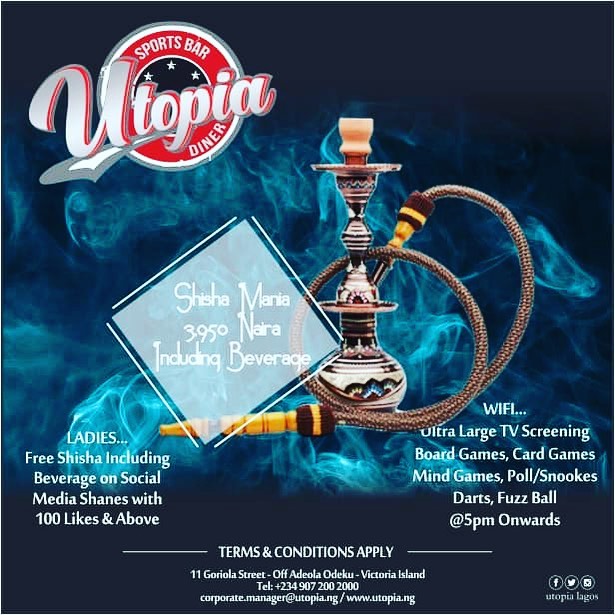 SPORTS BAR
Utopia
DINER
Shisha Mania
3,950 Naira
Including Beverage
LADIES...
Free Shisha Including
Beverage on Social
Media Shanes with
100 Likes & Above
WIFI...
Ultra Large TV Screening
Board Games, Card Games
Mind Games, Poll/Snookes
Darts, Fuzz Ball
@5pm Onwards
TERMS & CONDITIONS APPLY
11 Goriola Street - Off Adeola Odeku - Victoria Island
Tel: +234 907 200 2000
corporate.manager@utopia.ng / www.utopia.ng
utopia lagos